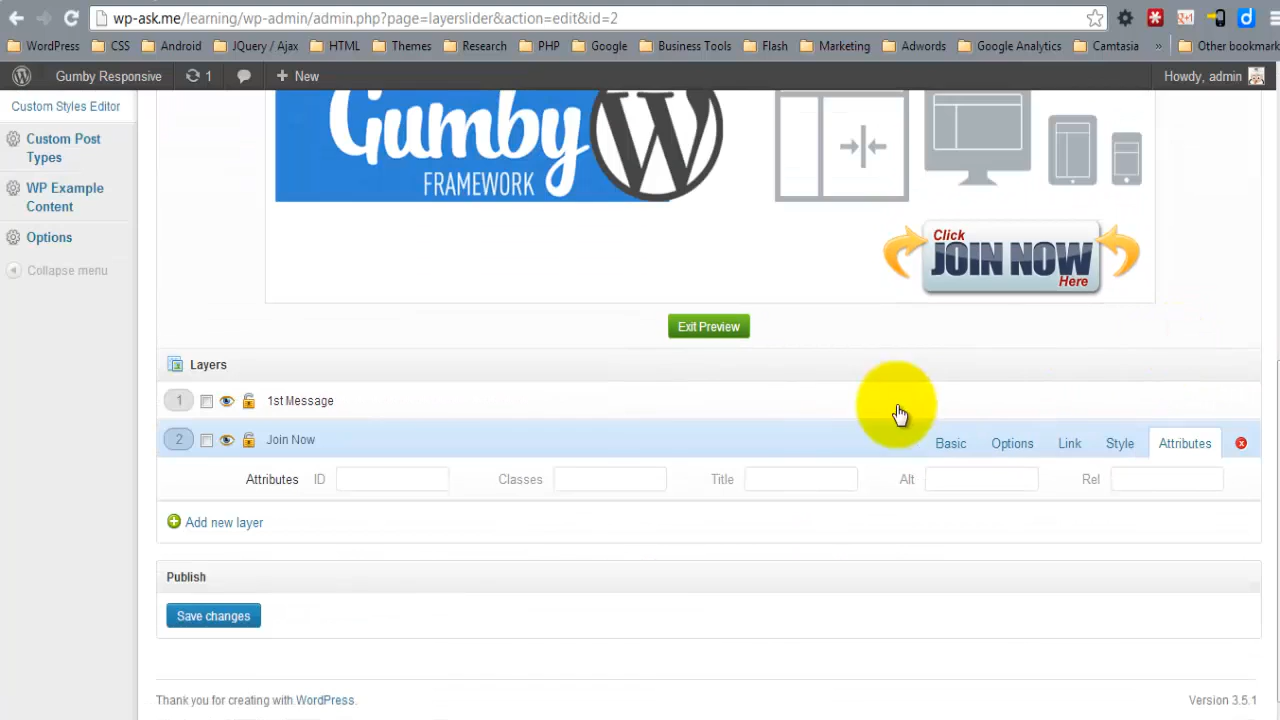 wp-ask.me/learning/wp-admin/admin.php?page=layerslider&action=edit&id=2
WordPress CSS Android JQuery / Ajax HTML Themes Research PHP Google Business Tools Flash Marketing Adwords Google Analytics Camtasia » Other bookmark
Gumby Responsive 1 + New Howdy, admin
Custom Styles Editor
Custom Post
Types
WP Example
Content
Options
Collapse menu
Gumby
FRAMEWORK
Click
JOIN NOW
Here
Exit Preview
Layers
1 1st Message
2 Join Now Basic Options Link Style Attributes
Attributes ID Classes Title Alt Rel
Add new layer
Publish
Save changes
Thank you for creating with WordPress. Version 3.5.1